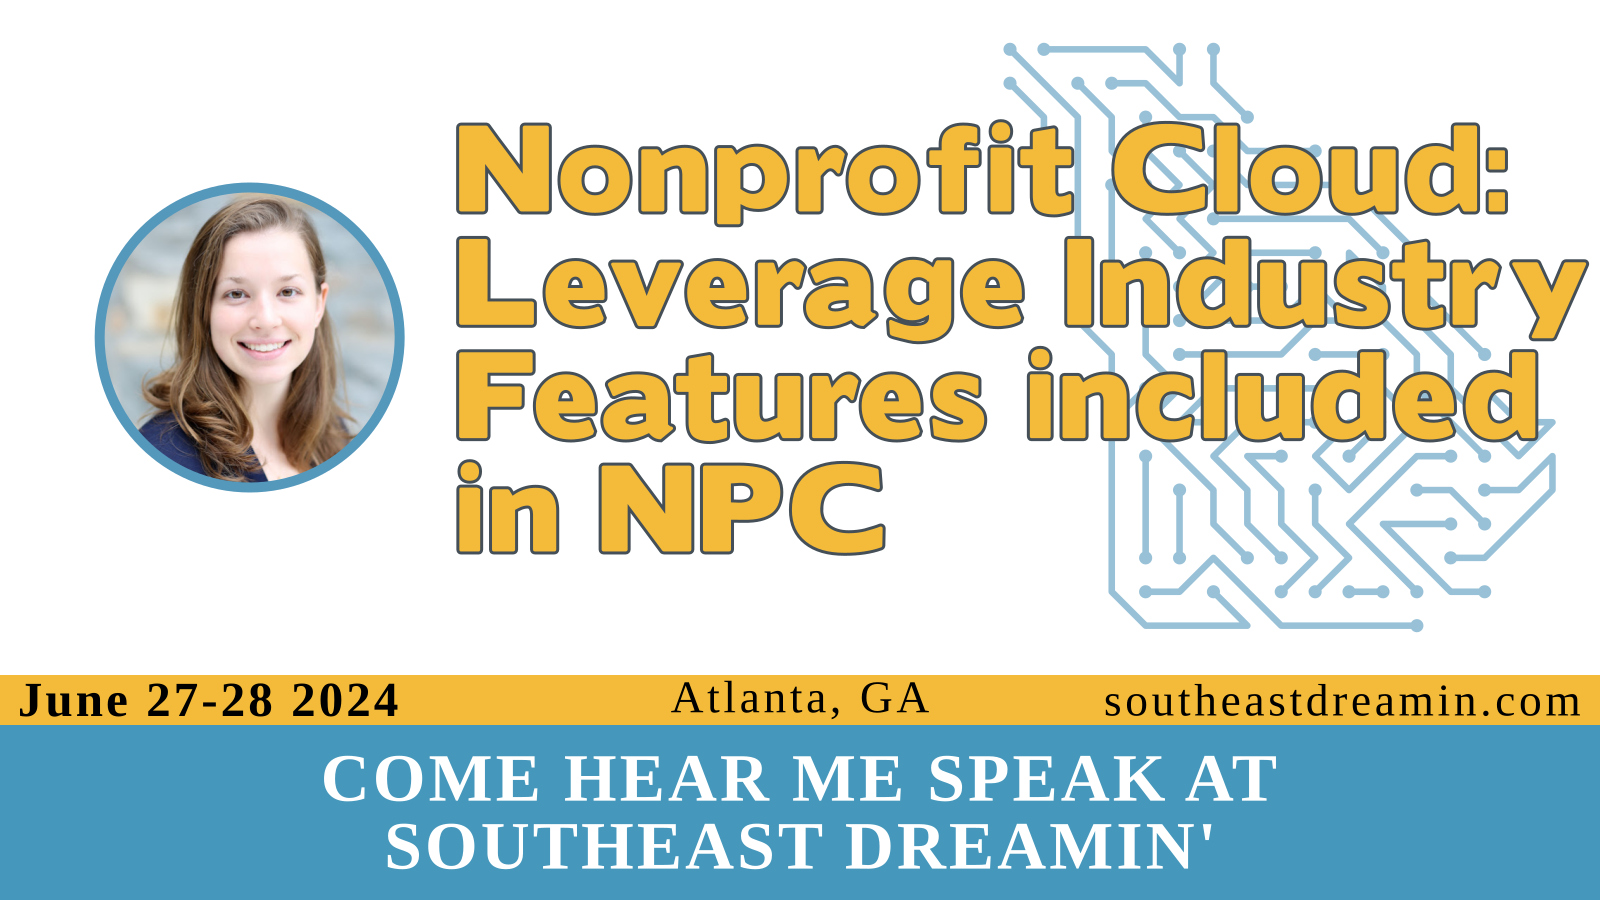 Nonprofit Cloud:
Leverage Industry
Features included
in NPC
June 27-28 2024
Atlanta, GA
southeastdreamin.com
COME HEAR ME SPEAK AT
SOUTHEAST DREAMIN'